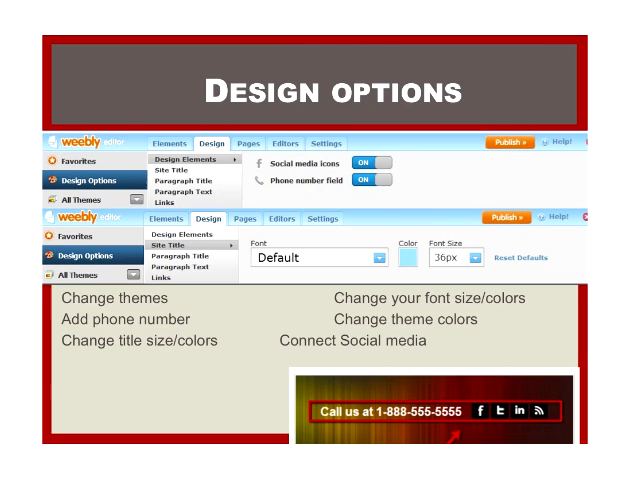 DESIGN OPTIONS
weebly editor Elements Design Pages Editors Settings Publish » Help!
Favorites Design Elements Social media icons ON
Site Title
Design Options Paragraph Title Phone number field ON
Paragraph Text
All Themes Links
weebly editor Elements Design Pages Editors Settings Publish » Help!
Favorites Design Elements
Site Title Font Color Font Size
Design Options Paragraph Title Default 36px Reset Defaults
Paragraph Text
All Themes Links
Change themes Change your font size/colors
Add phone number Change theme colors
Change title size/colors Connect Social media
Call us at 1-888-555-5555 f t in